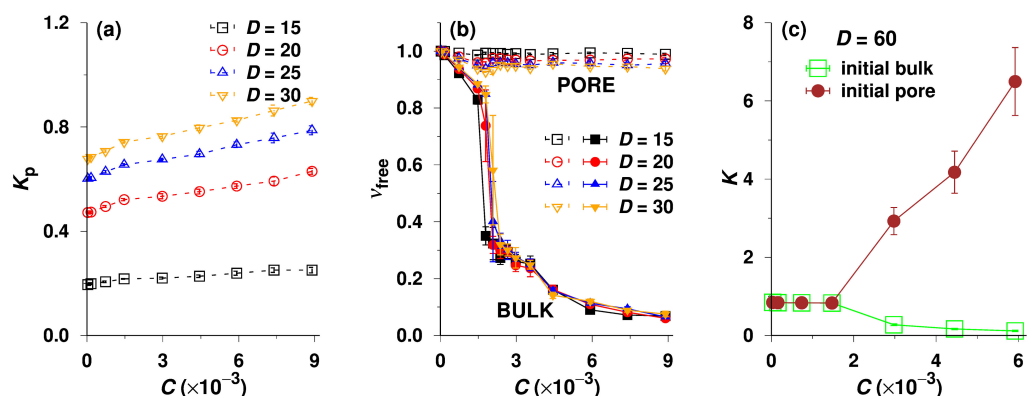 (a)
D = 15
D = 20
D = 25
D = 30
1.2
0.8
0.4
0.0
Kp
0 3 6 9
C (×10⁻³)
(b)
PORE
D = 15
D = 20
D = 25
D = 30
BULK
1.0
0.8
0.6
0.4
0.2
0.0
νfree
0 3 6 9
C (×10⁻³)
(c)
D = 60
initial bulk
initial pore
8
6
4
2
0
K
0 2 4 6
C (×10⁻³)